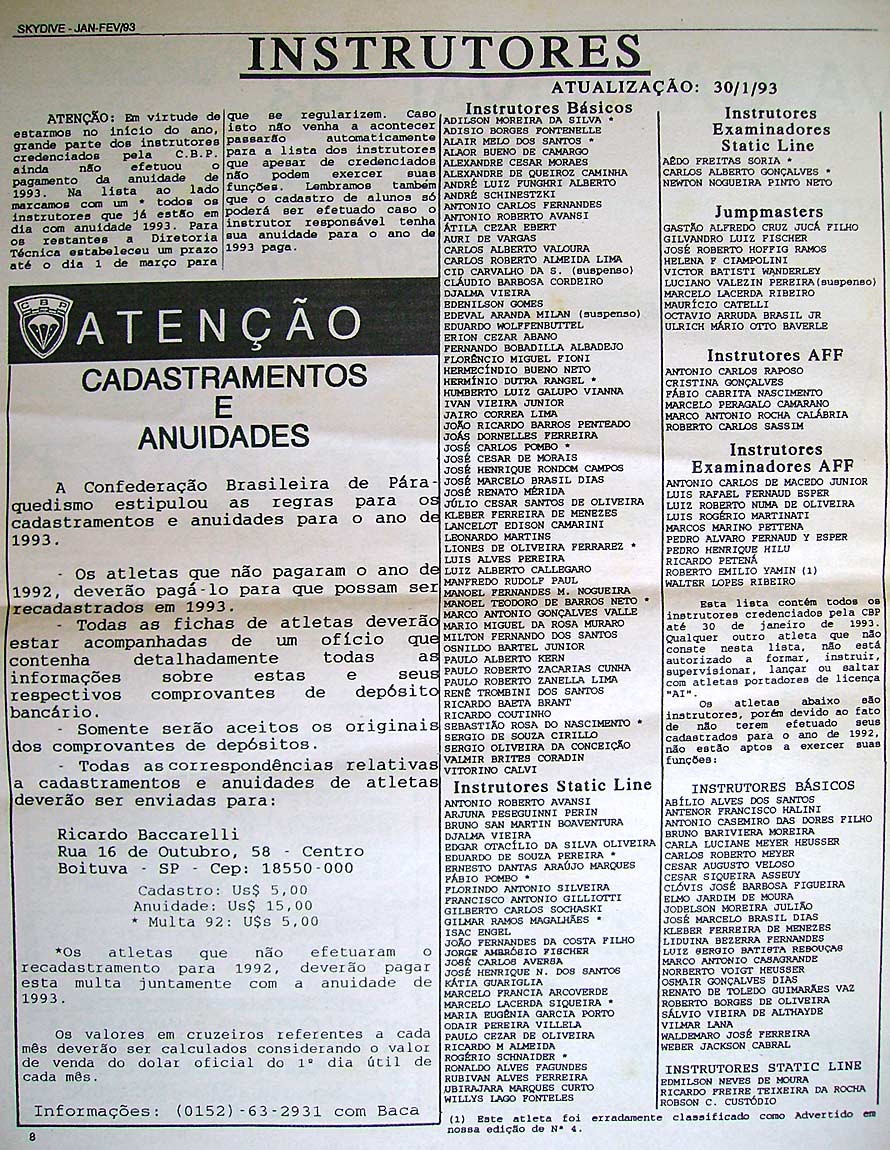 SKYDIVE - JAN-FEV/93
INSTRUTORES
ATUALIZAÇÃO: 30/1/93
ATENÇÃO: Em virtude de
estarmos no início do ano,
grande parte dos instrutores
credenciados pela C.B.P.
ainda não efetuou o
pagamento da anuidade de
1993. Na lista ao lado
marcamos com um * todos os
instrutores que já estão em
dia com anuidade 1993. Para
os restantes a Diretoria
Técnica estabeleceu um prazo
até o dia 1 de março para
que se regularizem. Caso
isto não venha a acontecer
passarão automaticamente
para a lista dos instrutores
que apesar de credenciados
não podem exercer suas
funções. Lembramos também
que o cadastro de alunos só
poderá ser efetuado caso o
instrutor responsável tenha
sua anuidade para o ano de
1993 paga.
CBP
ATENÇÃO
CADASTRAMENTOS
E
ANUIDADES
A Confederação Brasileira de Pára-
quedismo estipulou as regras para os
cadastramentos e anuidades para o ano de
1993.
- Os atletas que não pagaram o ano de
1992, deverão pagá-lo para que possam ser
recadastrados em 1993.
- Todas as fichas de atletas deverão
estar acompanhadas de um ofício que
contenha detalhadamente todas as
informações sobre estas e seus
respectivos comprovantes de depósito
bancário.
- Somente serão aceitos os originais
dos comprovantes de depósitos.
- Todas as correspondências relativas
a cadastramentos e anuidades de atletas
deverão ser enviadas para:
Ricardo Baccarelli
Rua 16 de Outubro, 58 - Centro
Boituva - SP - Cep: 18550-000
Cadastro: Us$ 5,00
Anuidade: Us$ 15,00
* Multa 92: U$s 5,00
*Os atletas que não efetuaram o
recadastramento para 1992, deverão pagar
esta multa juntamente com a anuidade de
1993.
Os valores em cruzeiros referentes a cada
mês deverão ser calculados considerando o valor
de venda do dolar oficial do 1º dia útil de
cada mês.
Informações: (0152)-63-2931 com Baca
8
Instrutores Básicos
ADILSON MOREIRA DA SILVA *
ADISIO BORGES FONTENELLE
ALAIR MELO DOS SANTOS *
ALAOR BUENO DE CAMARGO
ALEXANDRE CESAR MORAES
ALEXANDRE DE QUEIROZ CAMINHA
ANDRÉ LUIZ FUNGHRI ALBERTO
ANDRÉ SCHINESTZKI
ANTONIO CARLOS FERNANDES
ANTONIO ROBERTO AVANSI
ÁTILA CEZAR EBERT
AURI DE VARGAS
CARLOS ALBERTO VALOURA
CARLOS ROBERTO ALMEIDA LIMA
CID CARVALHO DA S. (suspenso)
CLÁUDIO BARBOSA CORDEIRO
DJALMA VIEIRA
EDENILSON GOMES
EDEVAL ARANDA MILAN (suspenso)
EDUARDO WOLFFENBUTTEL
ERION CEZAR ABANO
FERNANDO BOBADILLA ALBADEJO
FLORÊNCIO MIGUEL FIONI
HERMECÍNDIO BUENO NETO
HERMÍNIO DUTRA RANGEL *
HUMBERTO LUIZ GALUPO VIANNA
IVAN VIEIRA JUNIOR
JAIRO CORREA LIMA
JOÃO RICARDO BARROS PENTEADO
JOÁS DORNELLES FERREIRA
JOSÉ CARLOS POMBO *
JOSÉ CESAR DE MORAIS
JOSÉ HENRIQUE RONDOM CAMPOS
JOSÉ MARCELO BRASIL DIAS
JOSÉ RENATO MÉRIDA
JÚLIO CESAR SANTOS DE OLIVEIRA
KLEBER FERREIRA DE MENEZES
LANCELOT EDISON CAMARINI
LEONARDO MARTINS
LIONES DE OLIVEIRA FERRAREZ *
LUIS ALVES PEREIRA
LUIZ ALBERTO CALLEGARO
MANFREDO RUDOLF PAUL
MANOEL FERNANDES M. NOGUEIRA
MANOEL TEODORO DE BARROS NETO *
MARCO ANTONIO GONÇALVES VALLE
MARIO MIGUEL DA ROSA MURARO
MILTON FERNANDO DOS SANTOS
OSNILDO BARTEL JUNIOR
PAULO ALBERTO KERN
PAULO ROBERTO ZACARIAS CUNHA
PAULO ROBERTO ZANELLA LIMA
RENÊ TROMBINI DOS SANTOS
RICARDO BAETA BRANT
RICARDO COUTINHO
SEBASTIÃO ROSA DO NASCIMENTO *
SERGIO DE SOUZA CIRILLO
SERGIO OLIVEIRA DA CONCEIÇÃO
VALMIR BRITES CORADIN
VITORINO CALVI
Instrutores Static Line
ANTONIO ROBERTO AVANSI
ARJUNA PESEGUINNI PERIN
BRUNO SAN MARTIN BOAVENTURA
DJALMA VIEIRA
EDGAR OTACÍLIO DA SILVA OLIVEIRA
EDUARDO DE SOUZA PEREIRA *
ERNESTO DANTAS ARAÚJO MARQUES
FÁBIO POMBO *
FLORINDO ANTONIO SILVEIRA
FRANCISCO ANTONIO GILLIOTTI
GILBERTO CARLOS SOCHASKI
GILMAR RAMOS MAGALHÃES *
ISAC ENGEL
JOÃO FERNANDES DA COSTA FILHO
JORGE AMBRÓSIO FISCHER
JOSÉ CARLOS AVERSA
JOSÉ HENRIQUE N. DOS SANTOS
KÁTIA GUARIGLIA
MARCELO FRANCIA ARCOVERDE
MARCELO LACERDA SIQUEIRA *
MARIA EUGÊNIA GARCIA PORTO
ODAIR PEREIRA VILLELA
PAULO CEZAR DE OLIVEIRA
RICARDO M ALMEIDA
ROGÉRIO SCHNAIDER *
RONALDO ALVES FAGUNDES
RUBIVAN ALVES FERREIRA
UBIRAJARA MARQUES CURTO
WILLYS LAGO FONTELES
Instrutores
Examinadores
Static Line
AÊDO FREITAS SORIA *
CARLOS ALBERTO GONÇALVES *
NEWTON NOGUEIRA PINTO NETO
Jumpmasters
GASTÃO ALFREDO CRUZ JUCÁ FILHO
GILVANDRO LUIZ FISCHER
JOSÉ ROBERTO HOFFIG RAMOS
HELENA F CIAMPOLINI
VICTOR BATISTI WANDERLEY
LUCIANO VALEZIN PEREIRA(suspenso)
MARCELO LACERDA RIBEIRO
MAURÍCIO CATELLI
OCTAVIO ARRUDA BRASIL JR
ULRICH MÁRIO OTTO BAVERLE
Instrutores AFF
ANTONIO CARLOS RAPOSO
CRISTINA GONÇALVES
FÁBIO CABRITA NASCIMENTO
MARCELO PERAGALO CAMARANO
MARCO ANTONIO ROCHA CALÁBRIA
ROBERTO CARLOS SASSIM
Instrutores
Examinadores AFF
ANTONIO CARLOS DE MACEDO JUNIOR
LUIS RAFAEL FERNAUD ESPER
LUIZ ROBERTO NUMA DE OLIVEIRA
LUIS ROGÉRIO MARTINATI
MARCOS MARINO PETTENA
PEDRO ALVARO FERNAUD Y ESPER
PEDRO HENRIQUE HILU
RICARDO PETENÁ
ROBERTO EMILIO YAMIN (1)
WALTER LOPES RIBEIRO
Esta lista contém todos os
instrutores credenciados pela CBP
até 30 de janeiro de 1993.
Qualquer outro atleta que não
conste nesta lista, não está
autorizado a formar, instruir,
supervisionar, lançar ou saltar
com atletas portadores de licença
"AI".
Os atletas abaixo são
instrutores, porém devido ao fato
de não terem efetuado seus
cadastrados para o ano de 1992,
não estão aptos a exercer suas
funções:
INSTRUTORES BÁSICOS
ABÍLIO ALVES DOS SANTOS
ANTENOR FRANCISCO HALINI
ANTONIO CASEMIRO DAS DORES FILHO
BRUNO BARIVIERA MOREIRA
CARLA LUCIANE MEYER HEUSSER
CARLOS ROBERTO MEYER
CESAR AUGUSTO VELOSO
CESAR SIQUEIRA ASSEUY
CLÓVIS JOSÉ BARBOSA FIGUEIRA
ELMO JARDIM DE MOURA
JODELSON MOREIRA JULIÃO
JOSÉ MARCELO BRASIL DIAS
KLEBER FERREIRA DE MENEZES
LIDUINA BEZERRA FERNANDES
LUIZ SERGIO BATISTA REBOUÇAS
MARCO ANTONIO CASAGRANDE
NORBERTO VOIGT HEUSSER
OSMAIR GONÇALVES DIAS
RENATO DE TOLEDO GUIMARÃES VAZ
ROBERTO BORGES DE OLIVEIRA
SÁLVIO VIEIRA DE ALTHAYDE
VILMAR LANA
WALDEMARO JOSÉ FERREIRA
WEBER JACKSON CABRAL
INSTRUTORES STATIC LINE
EDMILSON NEVES DE MOURA
RICARDO FREIRE TEIXEIRA DA ROCHA
ROBSON C. CUSTÓDIO
(1) Este atleta foi erradamente classificado como Advertido em
nossa edição de Nº 4.